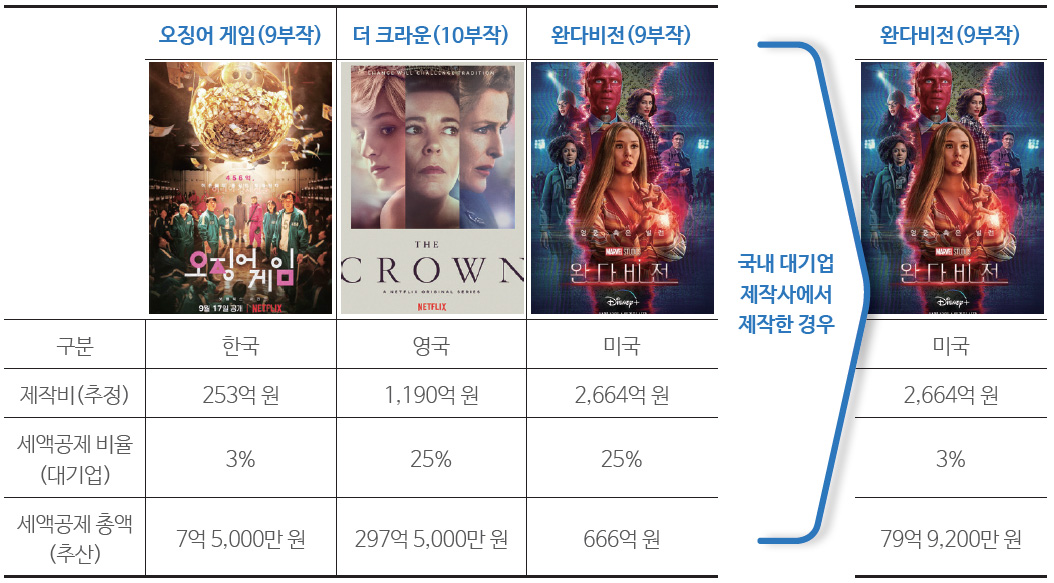 오징어 게임(9부작)
더 크라운(10부작)
완다비전(9부작)
완다비전(9부작)
456억,
오징어 게임
9월 17일 공개 NETFLIX
CHANGE WILL CHALLENGE TRADITION
THE
CROWN
A NETFLIX ORIGINAL SERIES
NETFLIX
MARVEL STUDIOS
완다비전
Disney+
국내 대기업
제작사에서
제작한 경우
MARVEL STUDIOS
완다비전
Disney+
구분 한국 영국 미국 미국
제작비(추정) 253억 원 1,190억 원 2,664억 원 2,664억 원
세액공제 비율
(대기업) 3% 25% 25% 3%
세액공제 총액
(추산) 7억 5,000만 원 297억 5,000만 원 666억 원 79억 9,200만 원